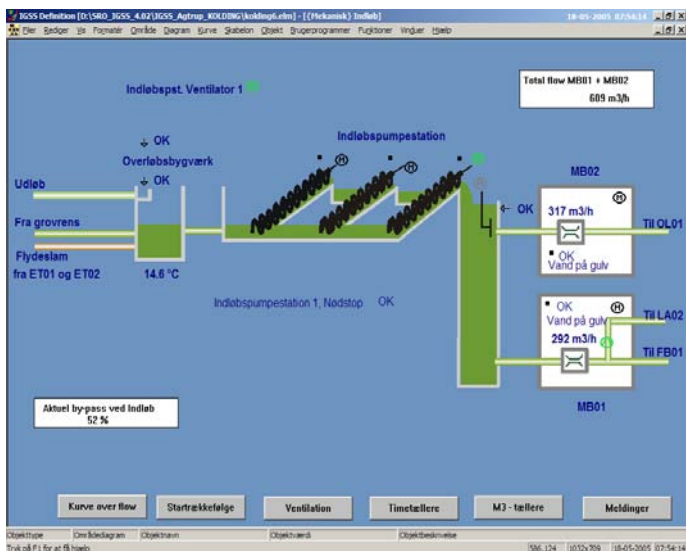 IGSS Definition [D:\SRO_IGSS_4.02\IGSS_Agtrup_KOLDING\kolding6.elm] - [(Mekanisk) Indløb]
18-05-2005 07:54:14
Filer Rediger Vis Formatér Område Diagram Kurve Skabelon Objekt Brugerprogrammer Funktioner Vinduer Hjælp
Total flow MB01 + MB02
609 m3/h
Indløbspst. Ventilator 1
OK
Indløbspumpestation
Overløbsbygværk
OK
MB02
Udløb
OK
317 m3/h
Til OL01
Fra grovrens
OK
Vand på gulv
Flydeslam
fra ET01 og ET02
14.6 °C
Indløbspumpestation 1, Nødstop OK
OK
Vand på gulv
Til LA02
292 m3/h
Til FB01
MB01
Aktuel by-pass ved Indløb
52 %
Kurve over flow
Startrækkefølge
Ventilation
Timetællere
M3 - tællere
Meldinger
Objekttype Områdediagram Objektnavn Objektværdi Objektbeskrivelse
Tryk på F1 for at få hjælp
586,124 1032x709 18-05-2005 07:54:14